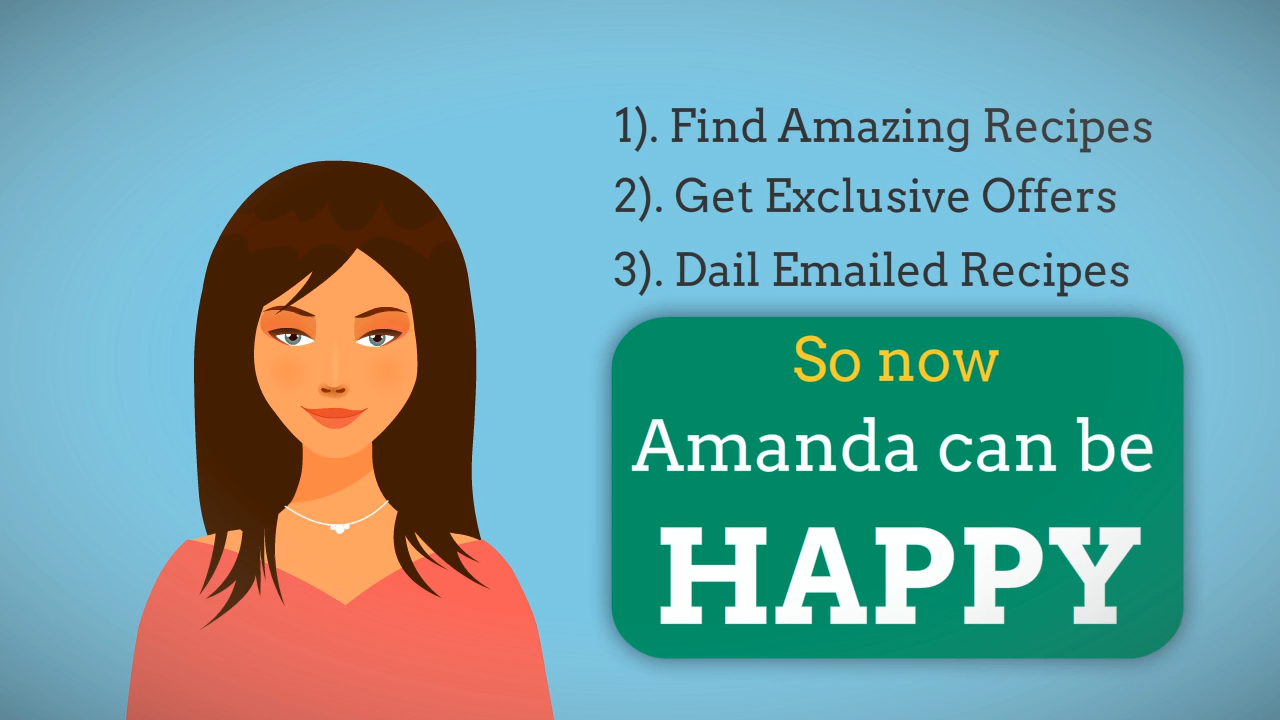 1). Find Amazing Recipes
2). Get Exclusive Offers
3). Dail Emailed Recipes
So now
Amanda can be
HAPPY